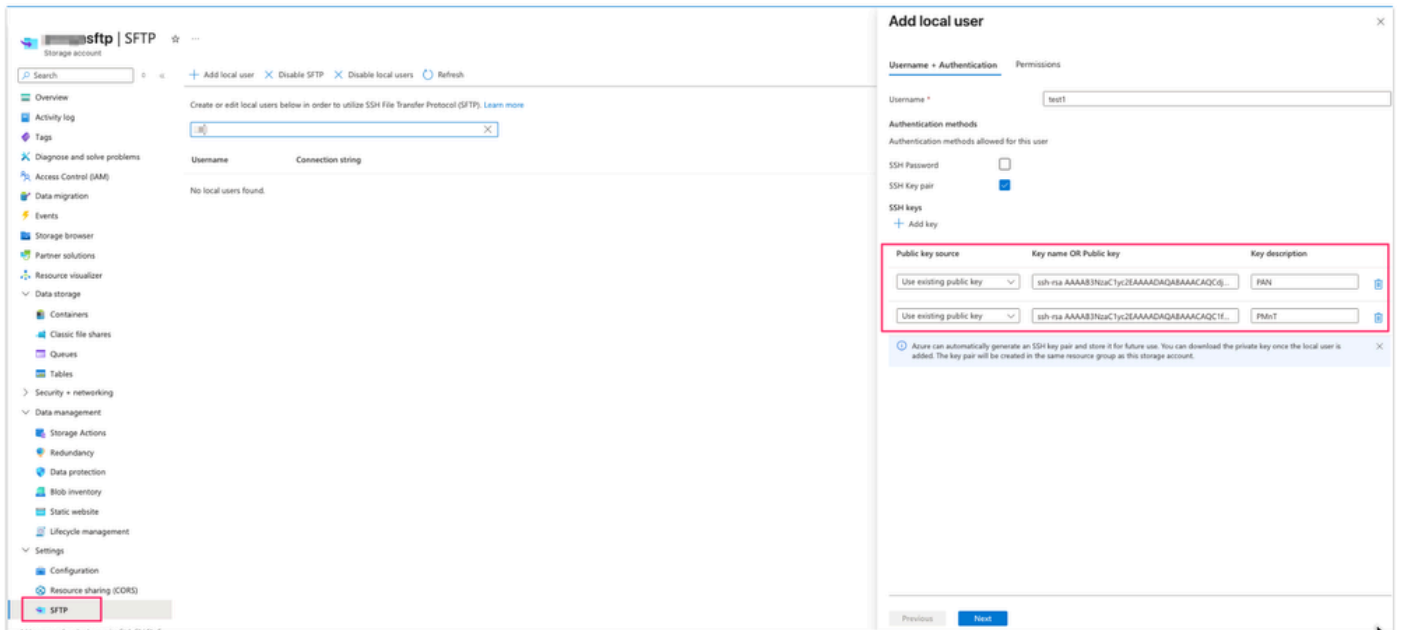 sftp | SFTP
Storage account
Search
Overview
Activity log
Tags
Diagnose and solve problems
Access Control (IAM)
Data migration
Events
Storage browser
Partner solutions
Resource visualizer
Data storage
Containers
Classic file shares
Queues
Tables
Security + networking
Data management
Storage Actions
Redundancy
Data protection
Blob inventory
Static website
Lifecycle management
Settings
Configuration
Resource sharing (CORS)
SFTP
Add local user Disable SFTP Disable local users Refresh
Create or edit local users below in order to utilize SSH File Transfer Protocol (SFTP). Learn more
Username Connection string
No local users found.
Add local user
Username + Authentication Permissions
Username * test1
Authentication methods
Authentication methods allowed for this user
SSH Password
SSH Key pair
SSH keys
Add key
Public key source Key name OR Public key Key description
Use existing public key ssh-rsa AAAAB3NzaC1yc2EAAAADAQABAAACAQCdj... PAN
Use existing public key ssh-rsa AAAAB3NzaC1yc2EAAAADAQABAAACAQC1f... PMnT
Azure can automatically generate an SSH key pair and store it for future use. You can download the private key once the local user is
added. The key pair will be created in the same resource group as this storage account.
Previous Next